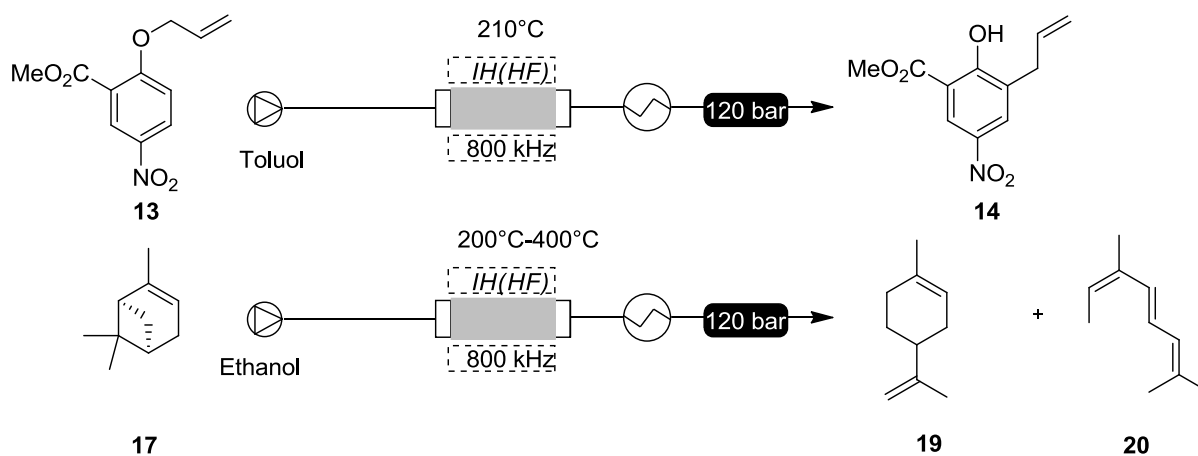 210°C
O
OH
MeO₂C
IH(HF)
MeO₂C
120 bar
800 kHz
Toluol
NO₂
NO₂
13
14
200°C-400°C
IH(HF)
120 bar
+
800 kHz
Ethanol
17
19
20